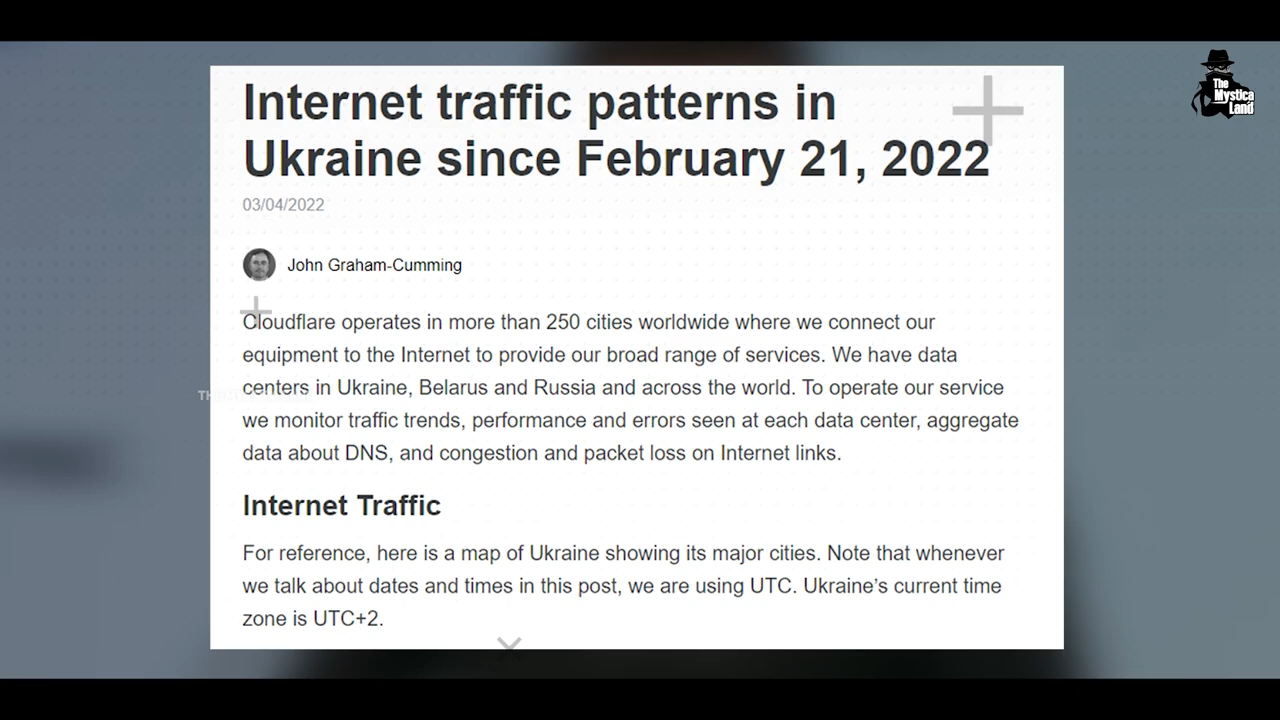 Internet traffic patterns in
Ukraine since February 21, 2022
03/04/2022
John Graham-Cumming
Cloudflare operates in more than 250 cities worldwide where we connect our
equipment to the Internet to provide our broad range of services. We have data
centers in Ukraine, Belarus and Russia and across the world. To operate our service
we monitor traffic trends, performance and errors seen at each data center, aggregate
data about DNS, and congestion and packet loss on Internet links.
Internet Traffic
For reference, here is a map of Ukraine showing its major cities. Note that whenever
we talk about dates and times in this post, we are using UTC. Ukraine’s current time
zone is UTC+2.
The
Mystica
Land